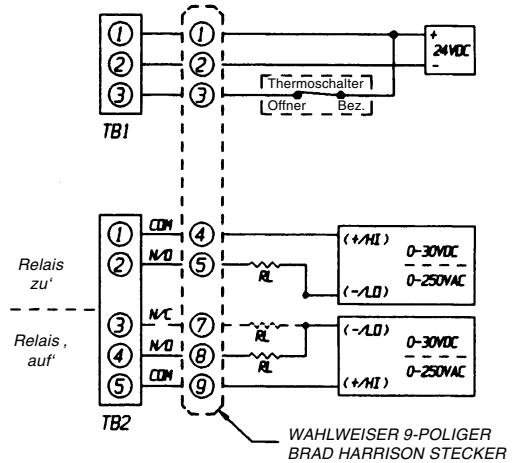 1 1
+
24VDC
-
2 2
Thermoschalter
3 3
Offner Bez.
TB1
1 COM 4 (+/HI)
0-30VDC
2 N/O 5 RL
0-250VAC
(-/LO)
Relais
zu‘
3 N/C 7 RL (-/LO)
0-30VDC
Relais ‚
auf‘
4 N/O 8 RL
0-250VAC
5 COM 9 (+/HI)
TB2
WAHLWEISER 9-POLIGER
BRAD HARRISON STECKER